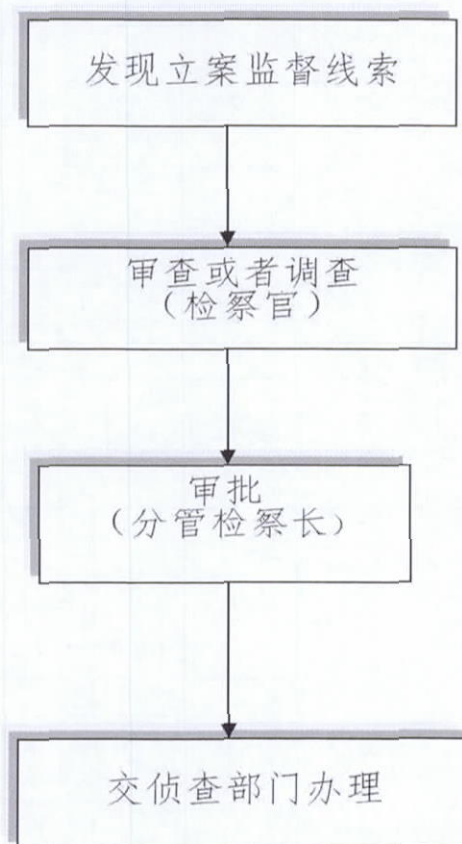 发现立案监督线索
审查或者调查
（检察官）
审批
（分管检察长）
交侦查部门办理